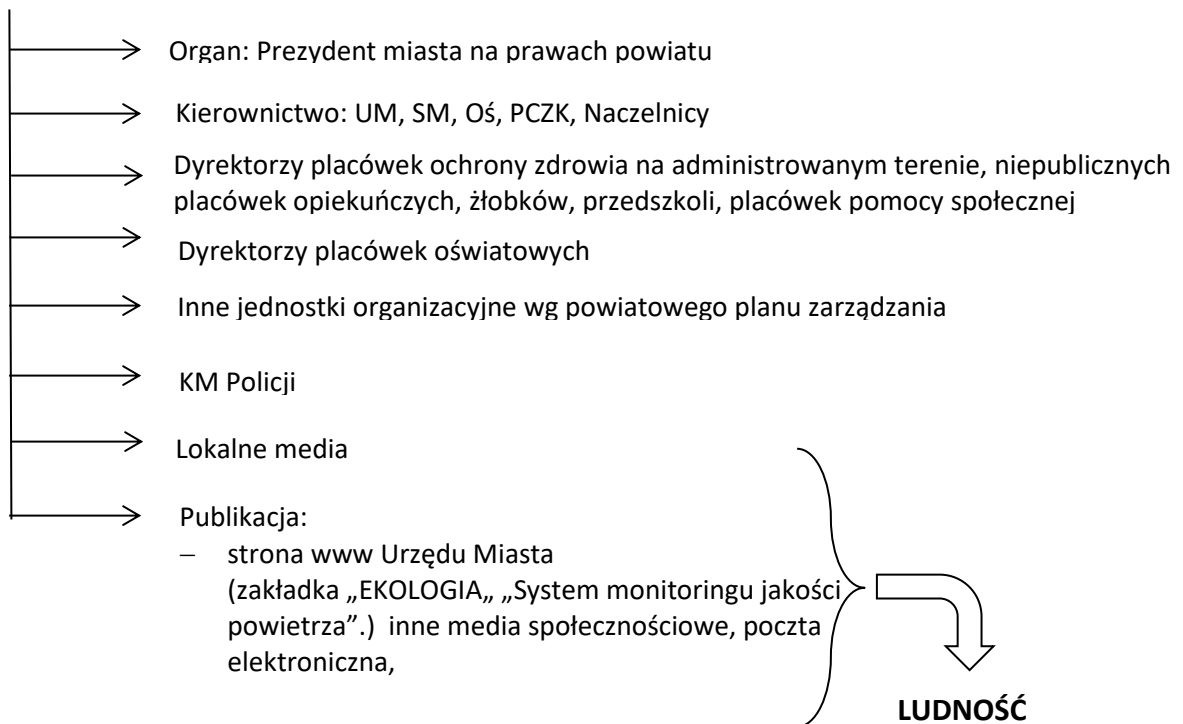 Organ: Prezydent miasta na prawach powiatu
Kierownictwo: UM, SM, Oś, PCZK, Naczelnicy
Dyrektorzy placówek ochrony zdrowia na administrowanym terenie, niepublicznych
placówek opiekuńczych, żłobków, przedszkoli, placówek pomocy społecznej
Dyrektorzy placówek oświatowych
Inne jednostki organizacyjne wg powiatowego planu zarządzania
KM Policji
Lokalne media
Publikacja:
− strona www Urzędu Miasta
(zakładka „EKOLOGIA„ „System monitoringu jakości
powietrza”.) inne media społecznościowe, poczta
elektroniczna,
LUDNOŚĆ